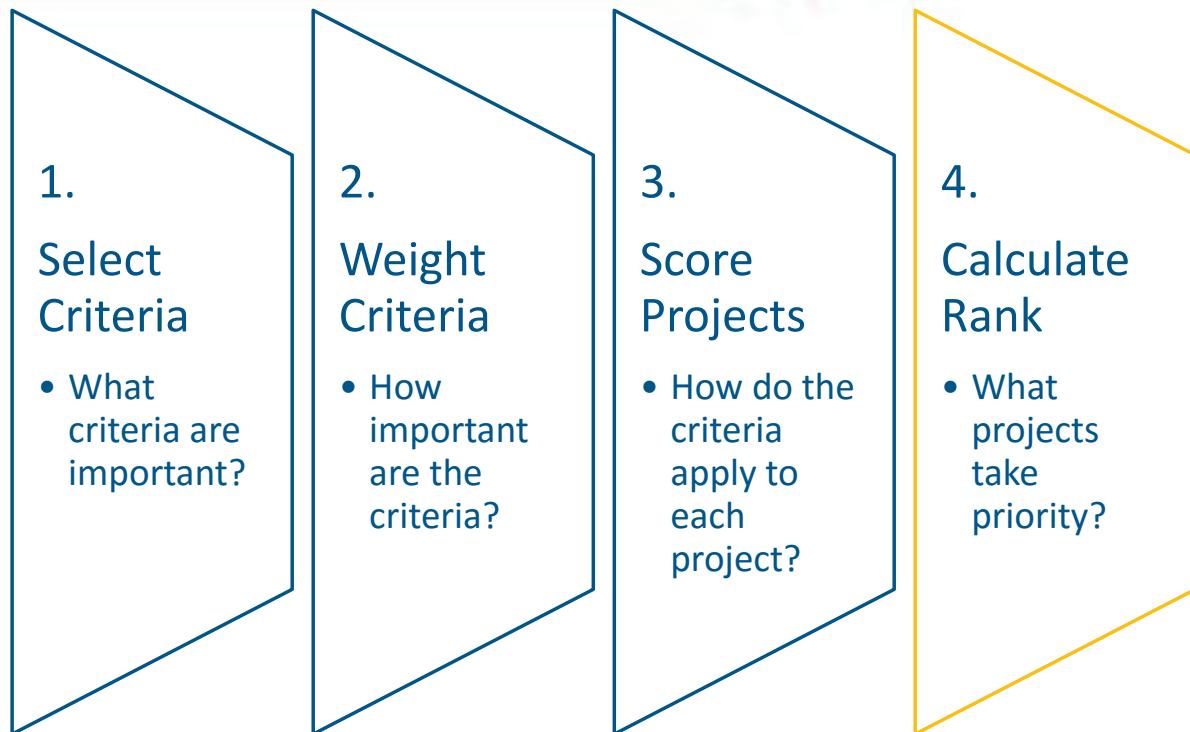 1.
Select
Criteria
• What
criteria are
important?
2.
Weight
Criteria
• How
important
are the
criteria?
3.
Score
Projects
• How do the
criteria
apply to
each
project?
4.
Calculate
Rank
• What
projects
take
priority?